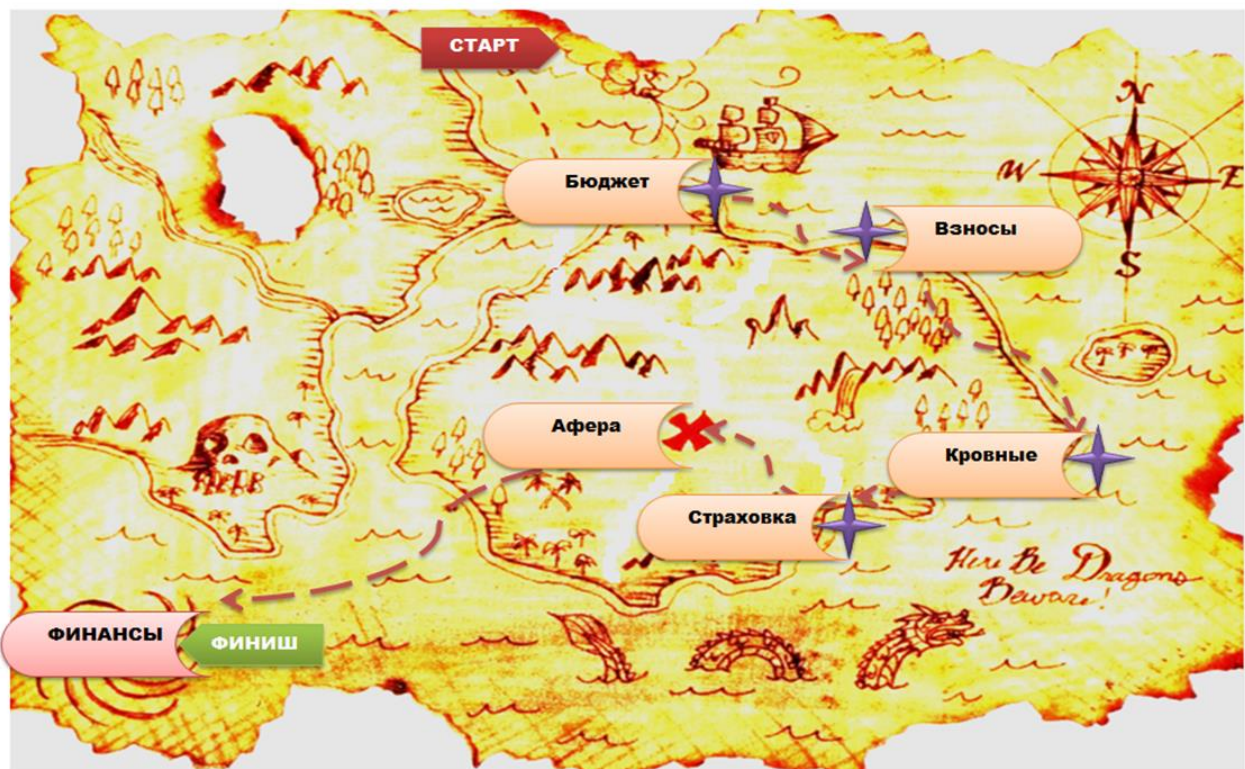 СТАРТ
N
Бюджет
W
E
Взносы
S
Афера
Кровные
Страховка
Here Be Dragons
Beware!
ФИНАНСЫ
ФИНИШ